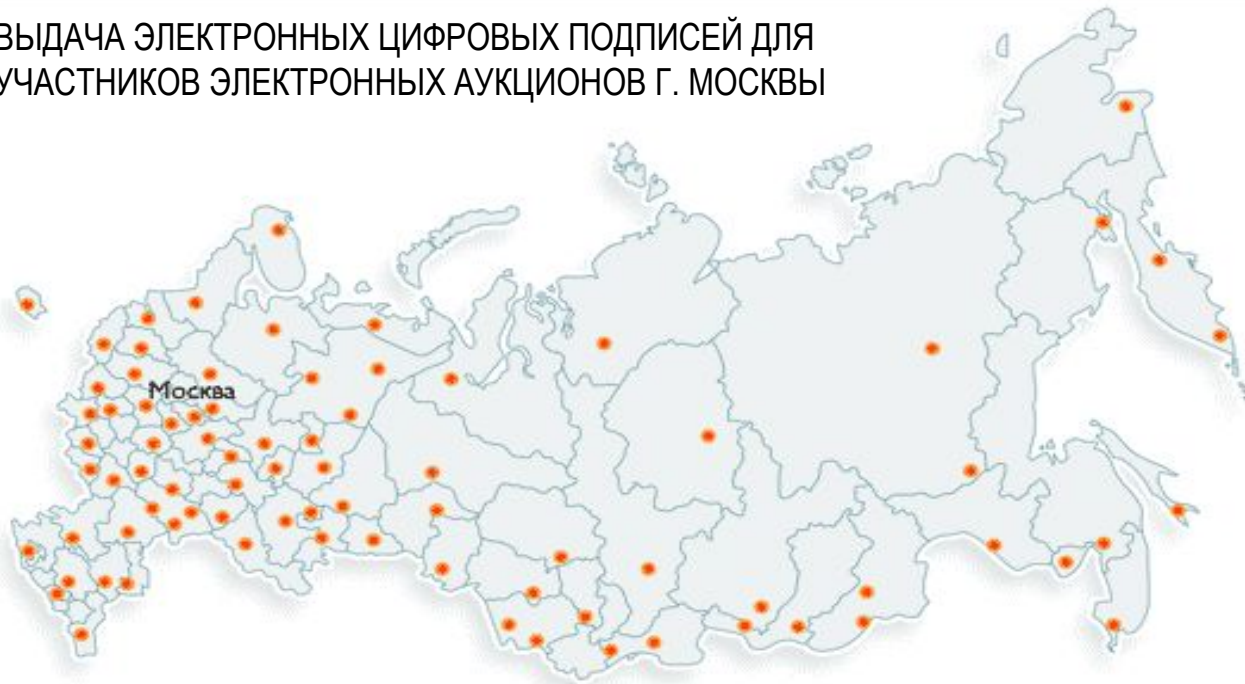 ВЫДАЧА ЭЛЕКТРОННЫХ ЦИФРОВЫХ ПОДПИСЕЙ ДЛЯ
УЧАСТНИКОВ ЭЛЕКТРОННЫХ АУКЦИОНОВ Г. МОСКВЫ
Москва